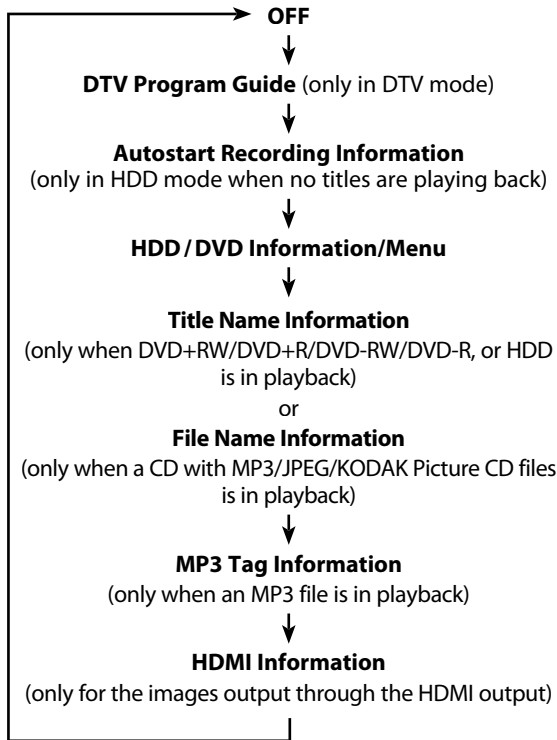 OFF
DTV Program Guide (only in DTV mode)
Autostart Recording Information
(only in HDD mode when no titles are playing back)
HDD / DVD Information/Menu
Title Name Information
(only when DVD+RW/DVD+R/DVD-RW/DVD-R, or HDD
is in playback)
or
File Name Information
(only when a CD with MP3/JPEG/KODAK Picture CD files
is in playback)
MP3 Tag Information
(only when an MP3 file is in playback)
HDMI Information
(only for the images output through the HDMI output)